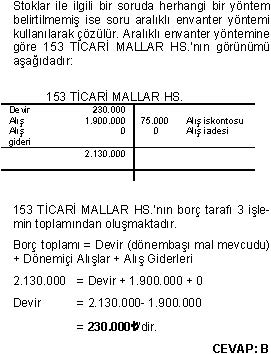 Stoklar ile ilgili bir soruda herhangi bir yöntem
belirtilmemiş ise soru aralıklı envanter yöntemi
kullanılarak çözülür. Aralıklı envanter yöntemine
göre 153 TİCARİ MALLAR HS.'nın görünümü
aşağıdadır:
153 TİCARİ MALLAR HS.
Devir 230.000
Alış 1.900.000 75.000 Alış iskontosu
Alış 0 0 Alış iadesi
gideri
2.130.000
153 TİCARİ MALLAR HS.'nın borç tarafı 3 işle-
min toplamından oluşmaktadır.
Borç toplamı = Devir (dönembaşı mal mevcudu)
+ Dönemiçi Alışlar + Alış Giderleri
2.130.000 = Devir + 1.900.000 + 0
Devir = 2.130.000- 1.900.000
= 230.000₺'dir.
CEVAP: B